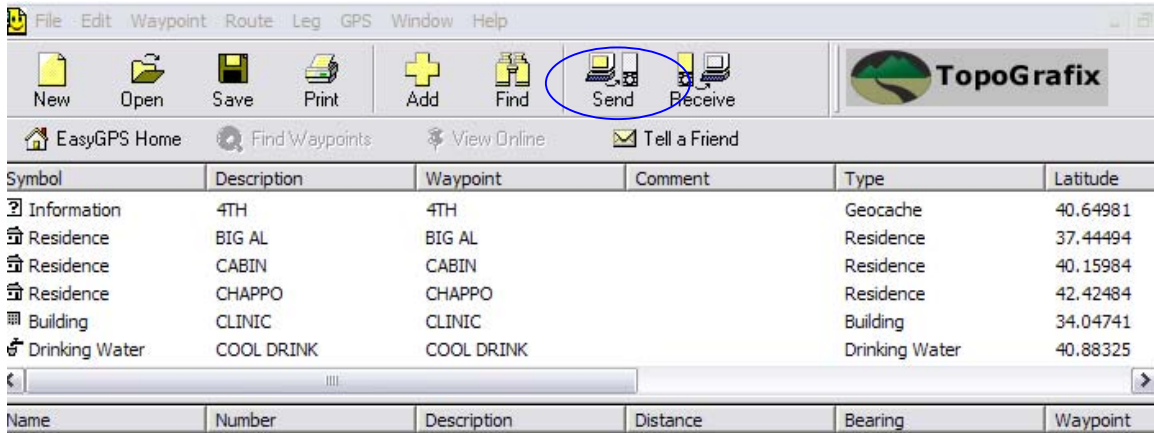 File Edit Waypoint Route Leg GPS Window Help
New Open Save Print Add Find Send Receive TopoGrafix
EasyGPS Home Find Waypoints View Online Tell a Friend
Symbol Description Waypoint Comment Type Latitude
Information 4TH 4TH Geocache 40.64981
Residence BIG AL BIG AL Residence 37.44494
Residence CABIN CABIN Residence 40.15984
Residence CHAPPO CHAPPO Residence 42.42484
Building CLINIC CLINIC Building 34.04741
Drinking Water COOL DRINK COOL DRINK Drinking Water 40.88325
Name Number Description Distance Bearing Waypoint